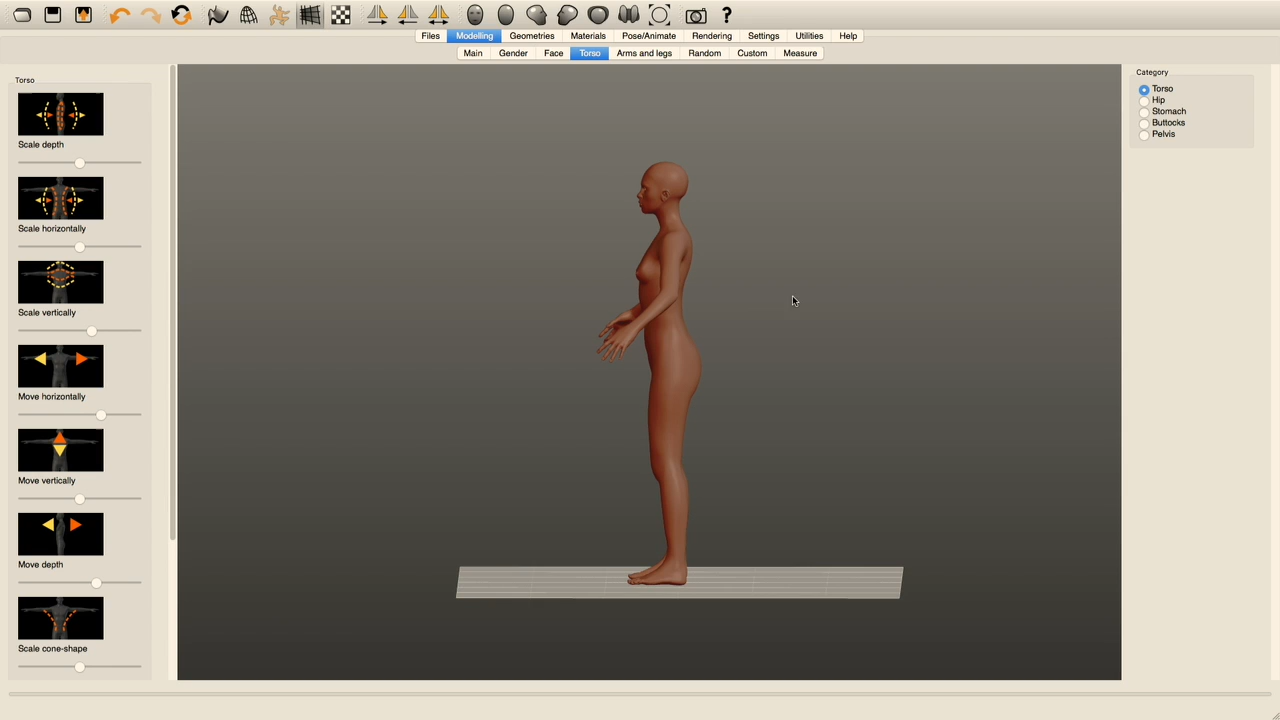 Files Modelling Geometries Materials Pose/Animate Rendering Settings Utilities Help
Main Gender Face Torso Arms and legs Random Custom Measure
Torso
Scale depth
Scale horizontally
Scale vertically
Move horizontally
Move vertically
Move depth
Scale cone-shape
Category
Torso
Hip
Stomach
Buttocks
Pelvis